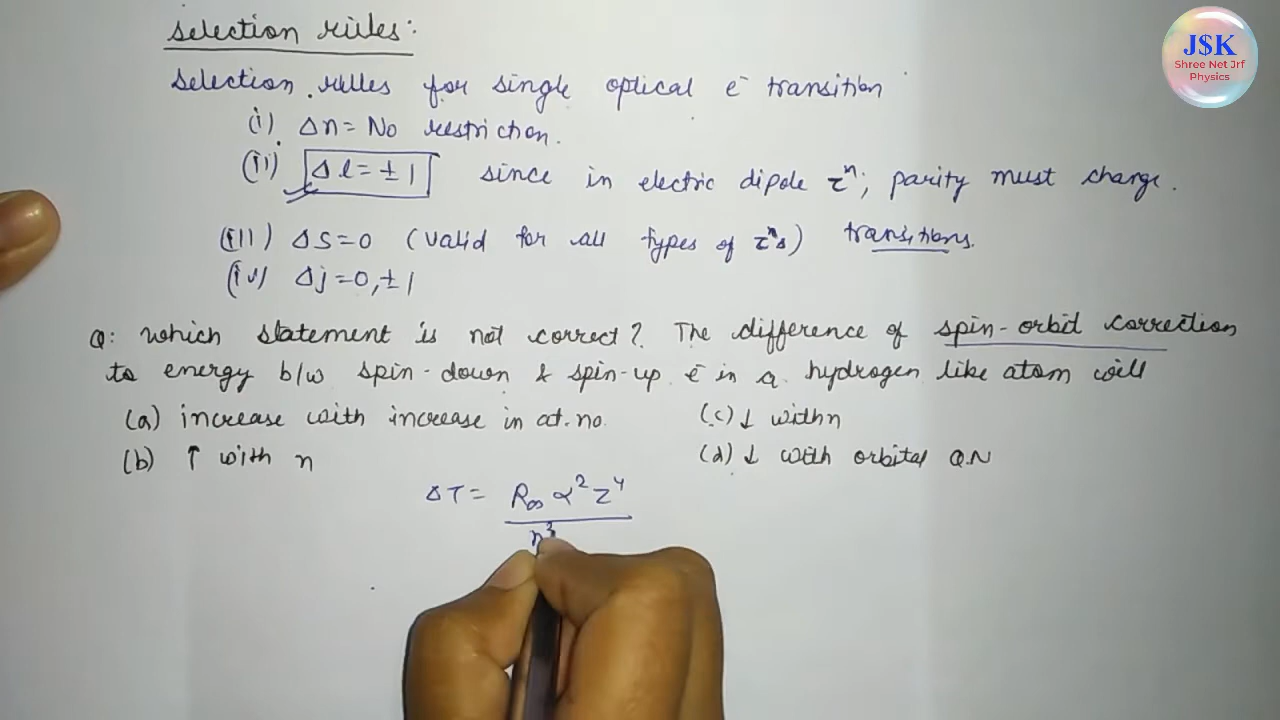 J$K
Shree Net Jrf
Physics
Selection rules:
Selection rules for single optical e⁻ transition
(i) Δn = No restriction.
(ii) Δl = ±1 since in electric dipole τⁿ; parity must change.
(iii) ΔS=0 (valid for all types of τⁿs) transitions.
(iv) Δj =0,±1
Q: which statement is not correct? The difference of spin-orbit correction
to energy b/w spin-down & spin-up e⁻ in a hydrogen like atom will
(a) increase with increase in at. no. (c) ↓ with n
(b) ↑ with n (d) ↓ with orbital Q.N
ΔT = R∞ α² Z⁴
n³